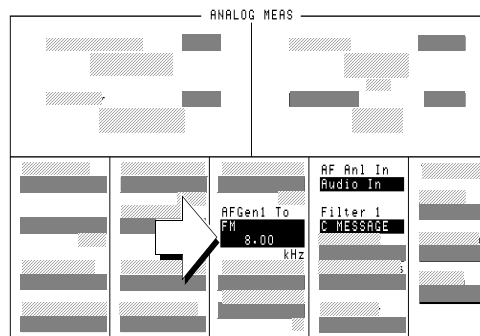 ANALOG MEAS
AF Anl In
Audio In
AFGen1 To
FM
8.00
kHz
Filter 1
C MESSAGE